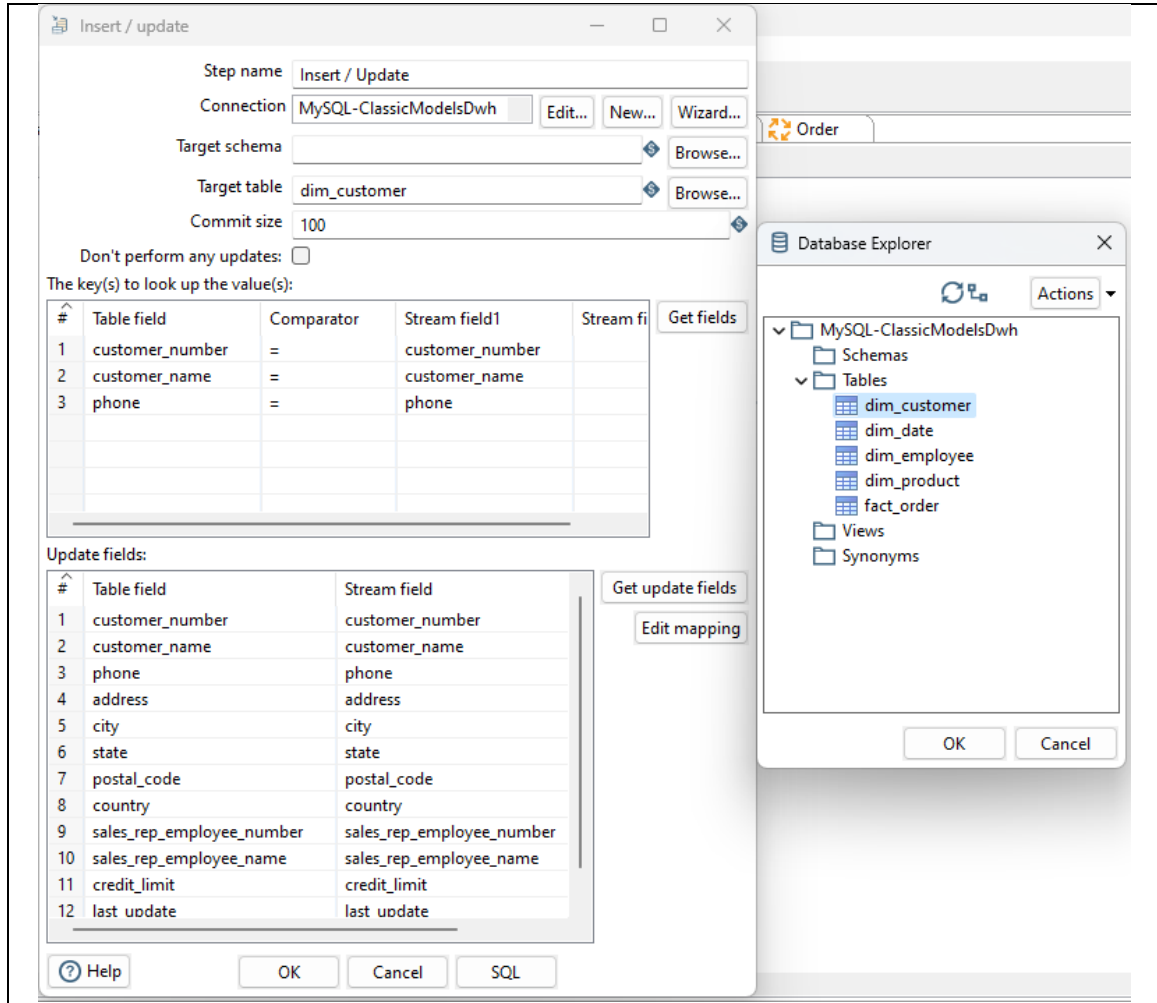 Insert / update
Step name Insert / Update
Connection MySQL-ClassicModelsDwh Edit... New... Wizard...
Target schema Browse...
Target table dim_customer Browse...
Commit size 100
Don't perform any updates:
The key(s) to look up the value(s):
# Table field Comparator Stream field1 Stream fi Get fields
1 customer_number = customer_number
2 customer_name = customer_name
3 phone = phone
Update fields:
# Table field Stream field Get update fields
Edit mapping
1 customer_number customer_number
2 customer_name customer_name
3 phone phone
4 address address
5 city city
6 state state
7 postal_code postal_code
8 country country
9 sales_rep_employee_number sales_rep_employee_number
10 sales_rep_employee_name sales_rep_employee_name
11 credit_limit credit_limit
12 last_update last_update
Help OK Cancel SQL
Order
Database Explorer
Actions
MySQL-ClassicModelsDwh
Schemas
Tables
dim_customer
dim_date
dim_employee
dim_product
fact_order
Views
Synonyms
OK Cancel